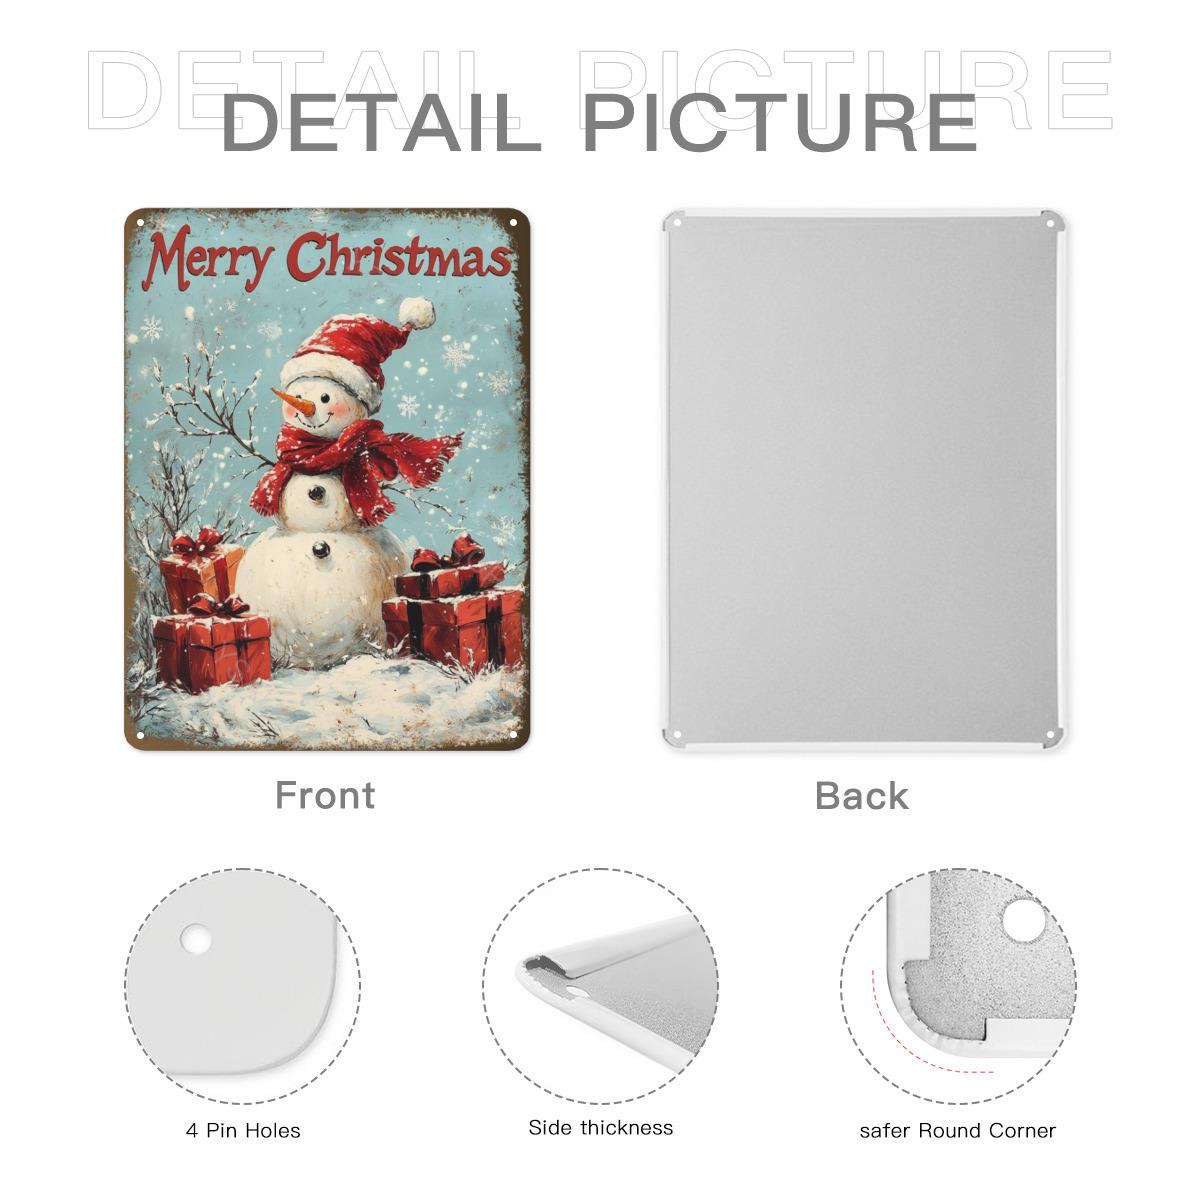 DETAIL PICTURE
DETAIL PICTURE
Merry Christmas
Front
Back
4 Pin Holes
Side thickness
safer Round Corner